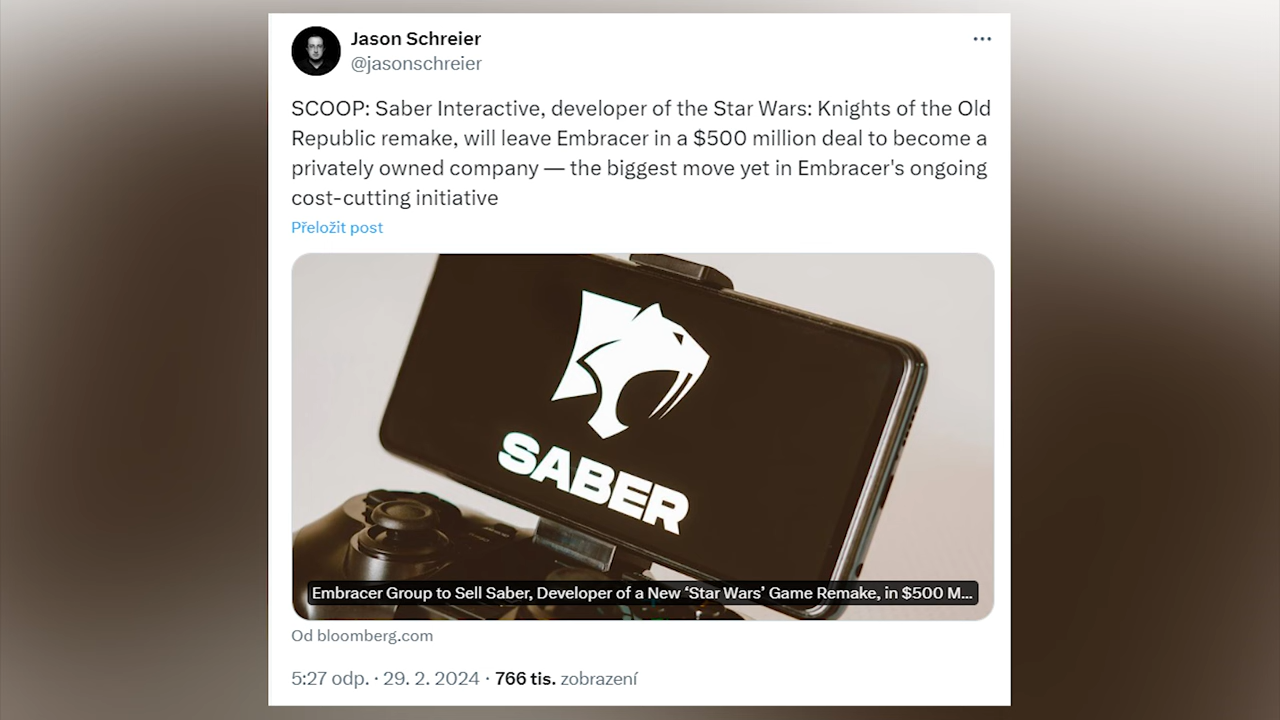 Jason Schreier
@jasonschreier
SCOOP: Saber Interactive, developer of the Star Wars: Knights of the Old
Republic remake, will leave Embracer in a $500 million deal to become a
privately owned company — the biggest move yet in Embracer's ongoing
cost-cutting initiative
Přeložit post
SABER
Embracer Group to Sell Saber, Developer of a New ‘Star Wars’ Game Remake, in $500 M...
Od bloomberg.com
5:27 odp. · 29. 2. 2024 · 766 tis. zobrazení